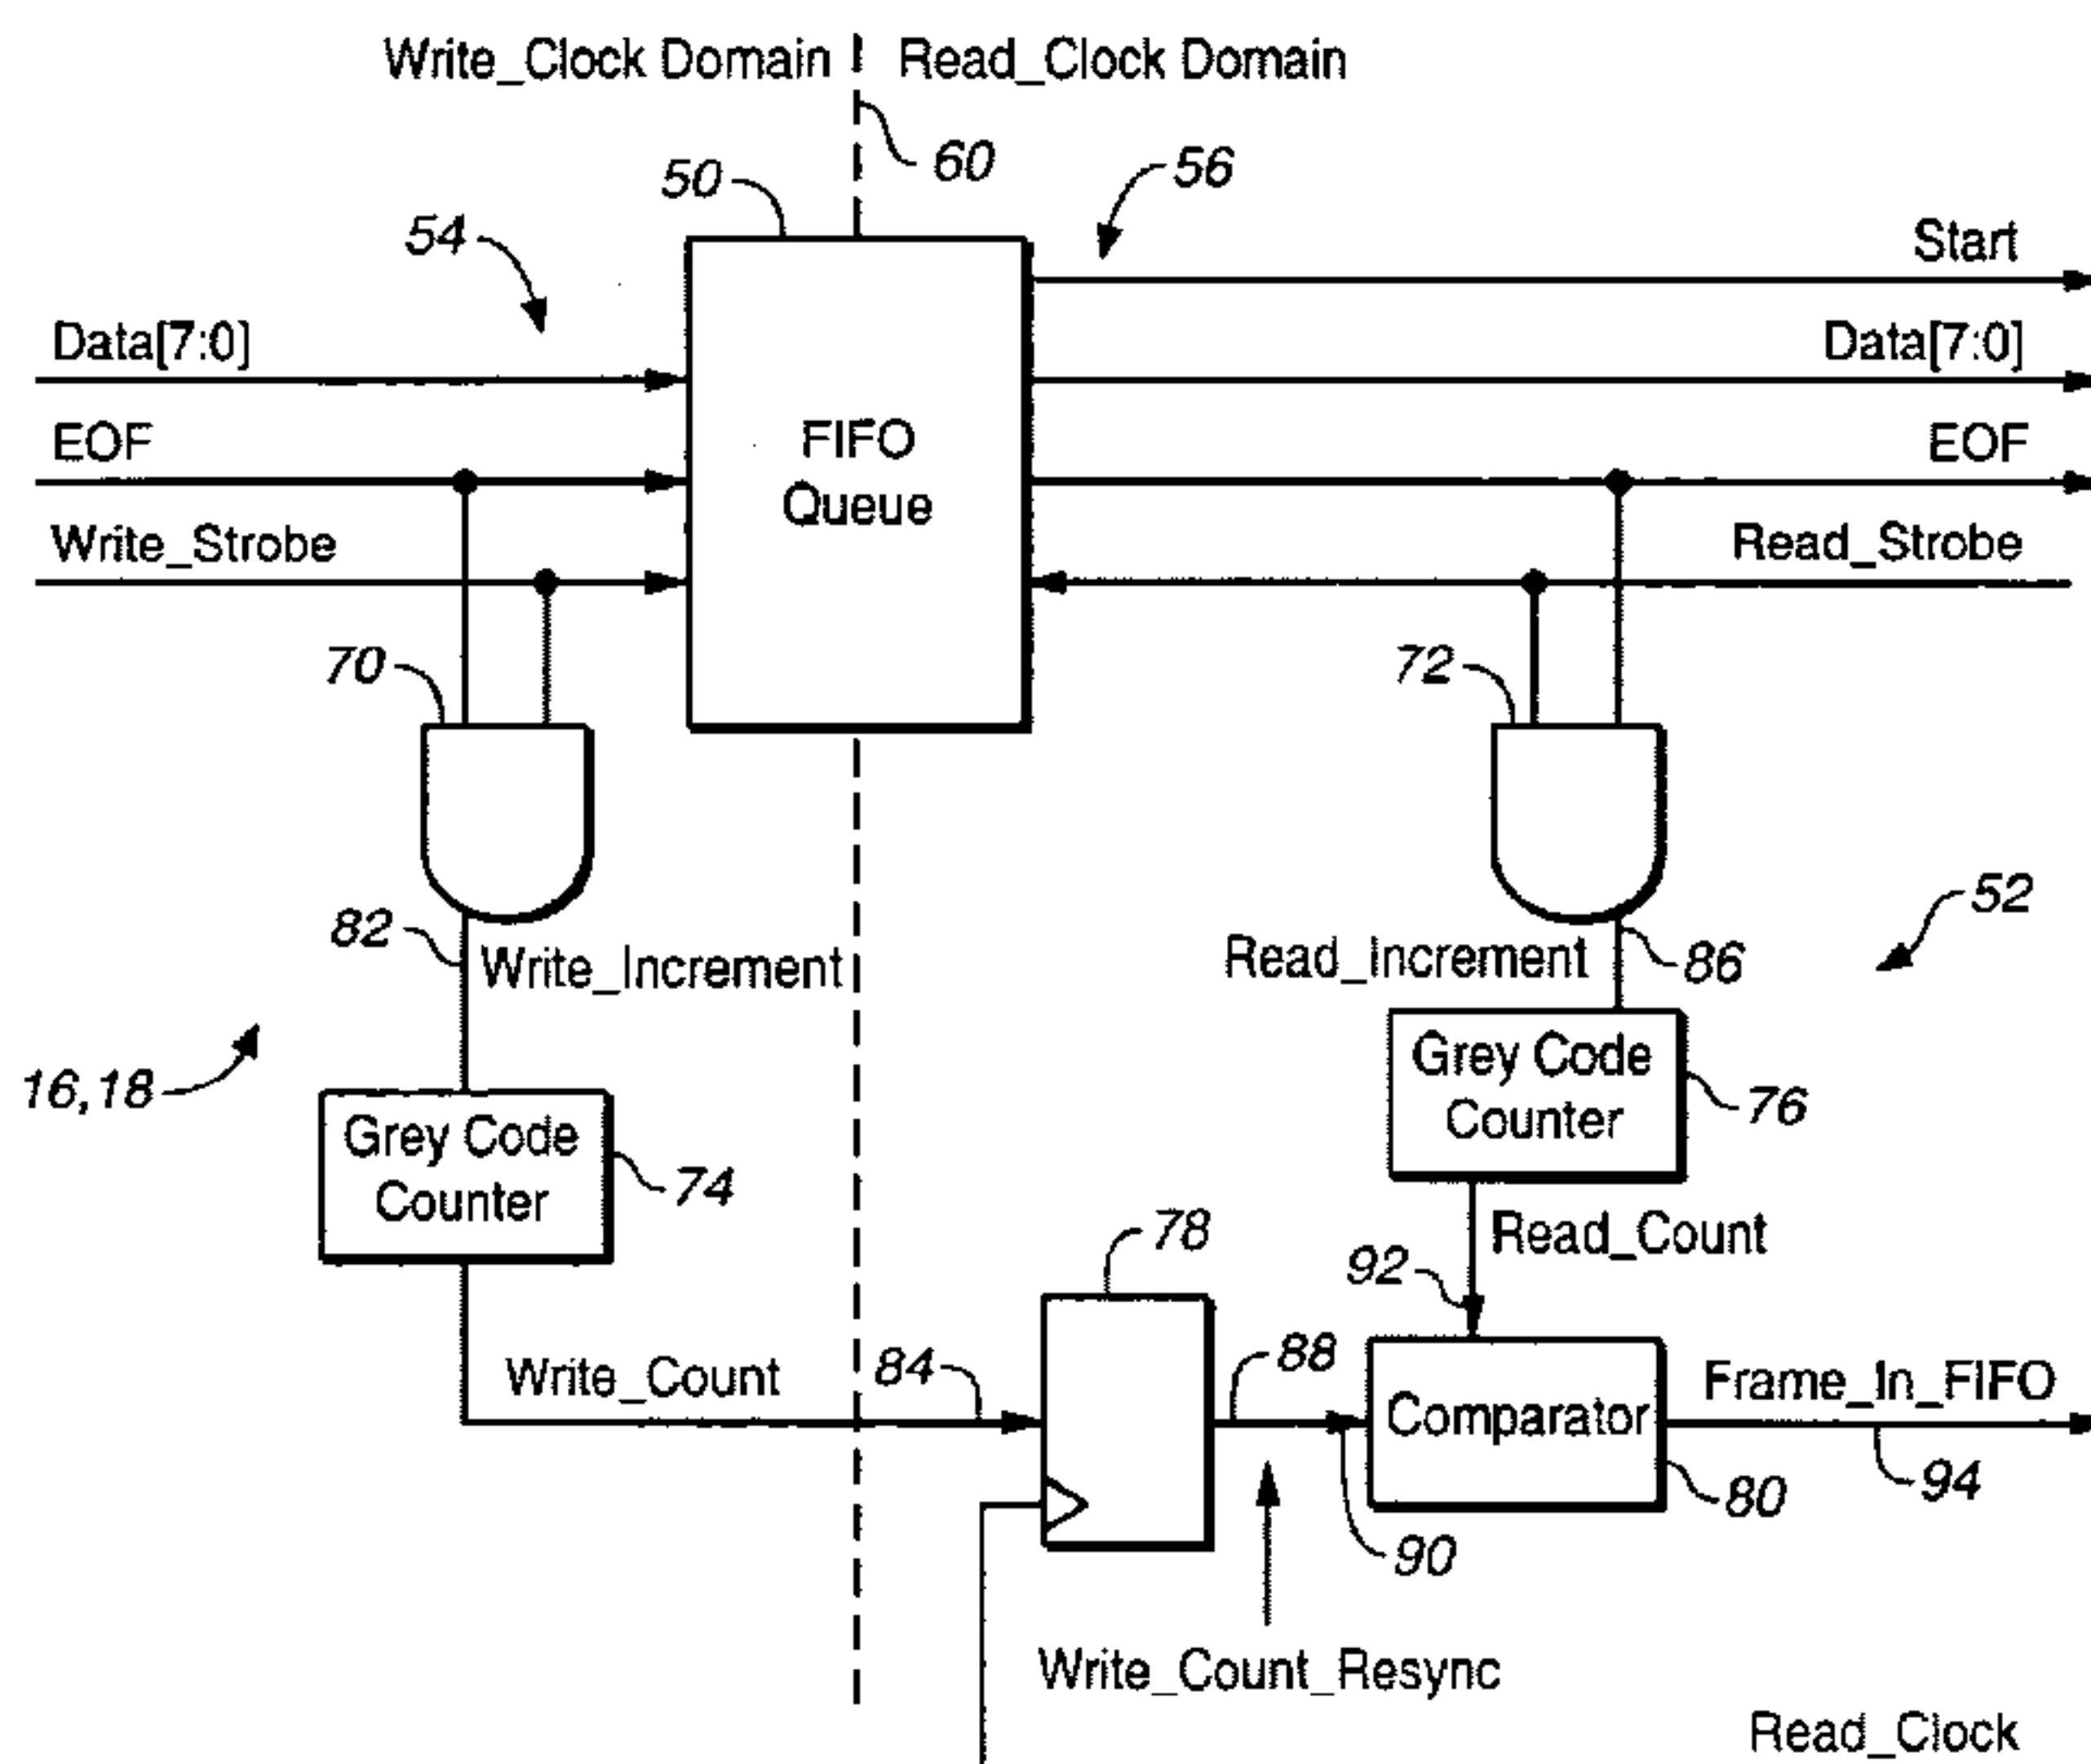 Write_Clock Domain Read_Clock Domain
60
50
56
54
Start
Data[7:0]
Data[7:0]
EOF
FIFO
Queue
EOF
Write_Strobe
Read_Strobe
70
72
82
Write_Increment
Read_Increment
86
52
16,18
Grey Code
Counter
74
Grey Code
Counter
76
78
Read_Count
92
Write_Count
84
88
Comparator
Frame_In_FIFO
80
94
90
Write_Count_Resync
Read_Clock